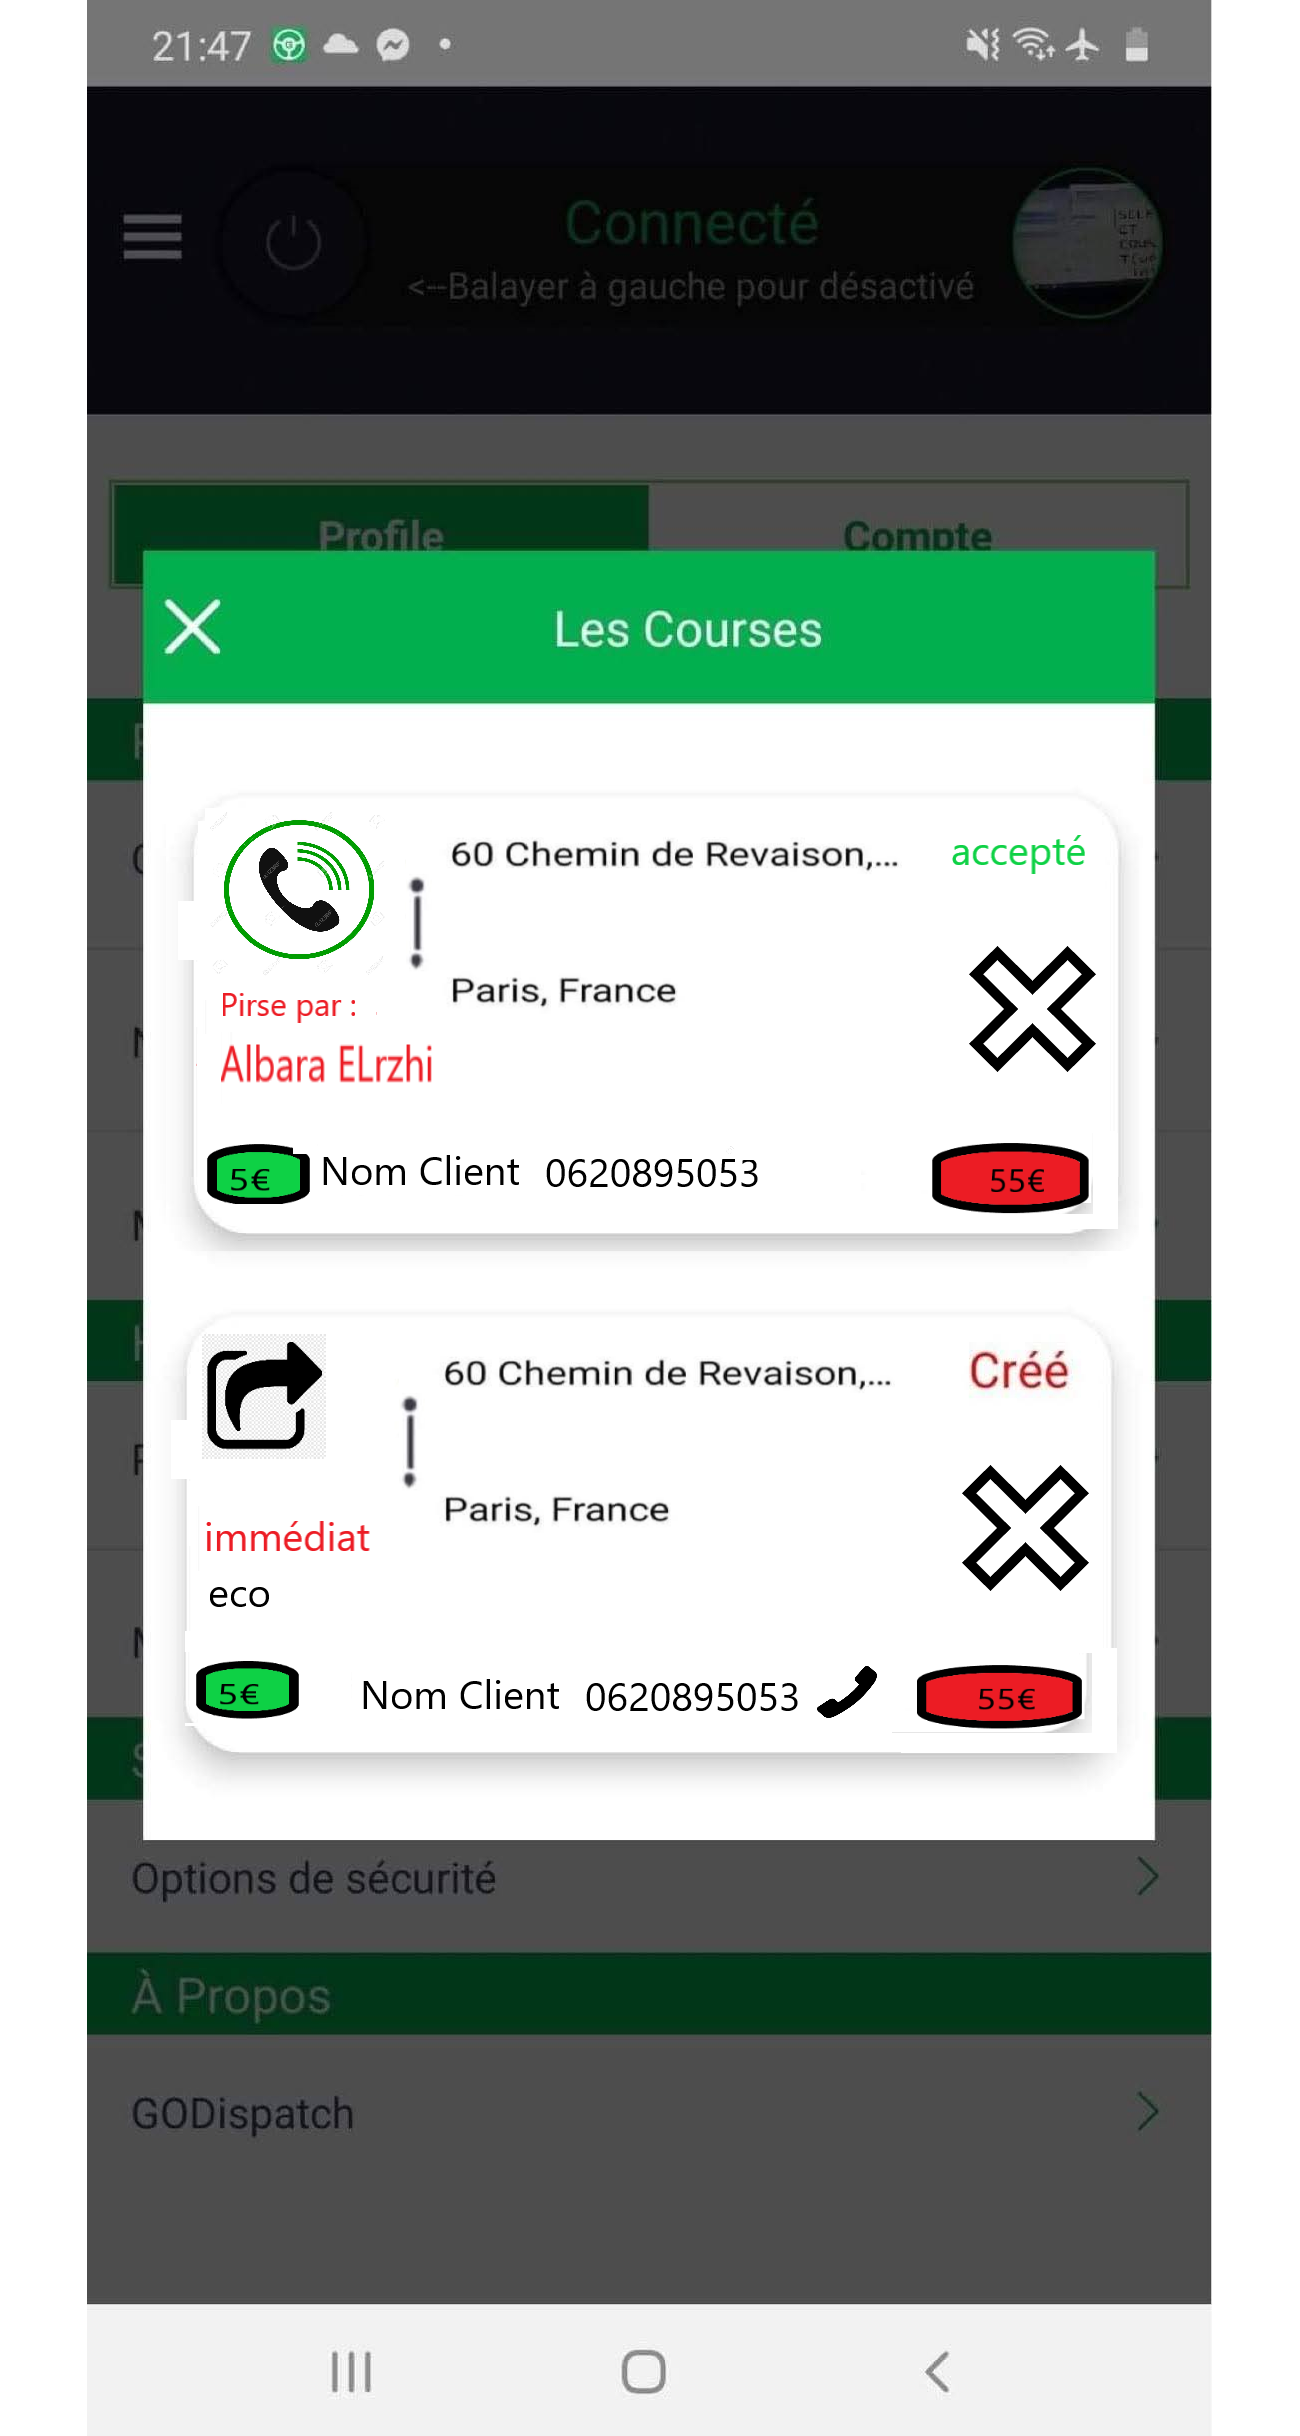 21:47
Connecté
<--Balayer à gauche pour désactivé
Profile
Compte
Les Courses
60 Chemin de Revaison,...
accepté
Paris, France
Pirse par :
Albara ELrzhi
5€
Nom Client 0620895053
55€
60 Chemin de Revaison,...
Créé
Paris, France
immédiat
eco
5€
Nom Client 0620895053
55€
Options de sécurité
À Propos
GODispatch